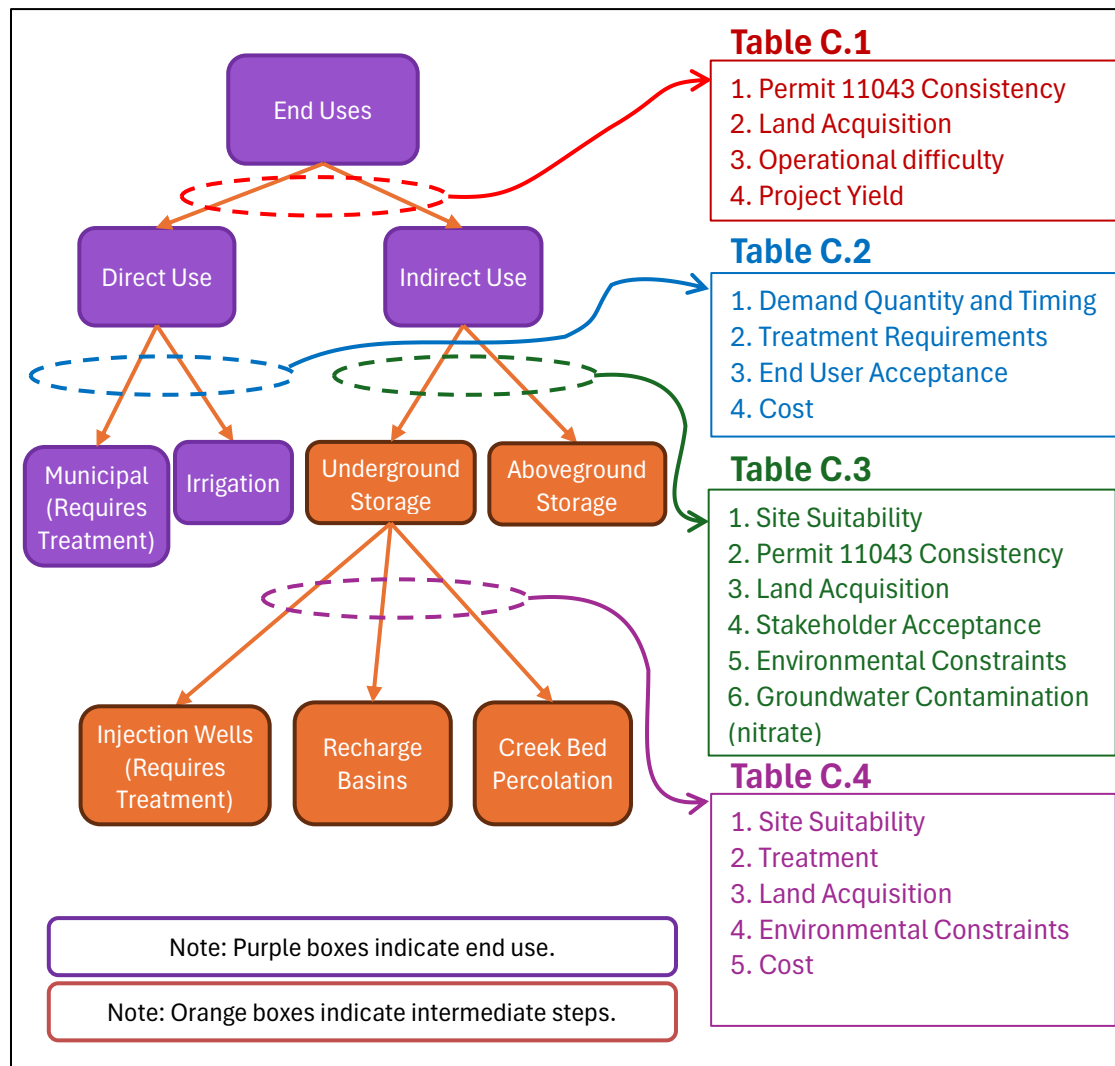 End Uses
Direct Use
Indirect Use
Municipal
(Requires
Treatment)
Irrigation
Underground
Storage
Aboveground
Storage
Injection Wells
(Requires
Treatment)
Recharge
Basins
Creek Bed
Percolation
Note: Purple boxes indicate end use.
Note: Orange boxes indicate intermediate steps.
Table C.1
1. Permit 11043 Consistency
2. Land Acquisition
3. Operational difficulty
4. Project Yield
Table C.2
1. Demand Quantity and Timing
2. Treatment Requirements
3. End User Acceptance
4. Cost
Table C.3
1. Site Suitability
2. Permit 11043 Consistency
3. Land Acquisition
4. Stakeholder Acceptance
5. Environmental Constraints
6. Groundwater Contamination
(nitrate)
Table C.4
1. Site Suitability
2. Treatment
3. Land Acquisition
4. Environmental Constraints
5. Cost